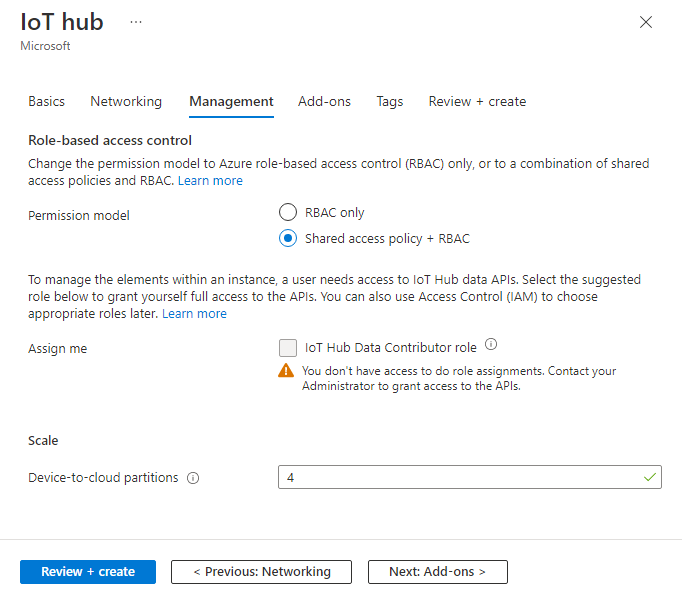 IoT hub ...
Microsoft
Basics Networking Management Add-ons Tags Review + create
Role-based access control
Change the permission model to Azure role-based access control (RBAC) only, or to a combination of shared
access policies and RBAC. Learn more
Permission model
RBAC only
Shared access policy + RBAC
To manage the elements within an instance, a user needs access to IoT Hub data APIs. Select the suggested
role below to grant yourself full access to the APIs. You can also use Access Control (IAM) to choose
appropriate roles later. Learn more
Assign me
IoT Hub Data Contributor role
You don't have access to do role assignments. Contact your
Administrator to grant access to the APIs.
Scale
Device-to-cloud partitions
4
Review + create
< Previous: Networking
Next: Add-ons >